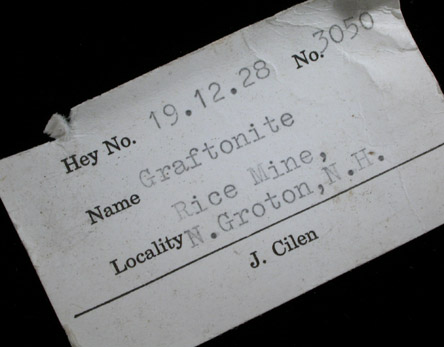 Hey No. 19.12.28 No. 3050
Name Graftonite
Rice Mine,
Locality N.Groton,N.H.
J. Cilen